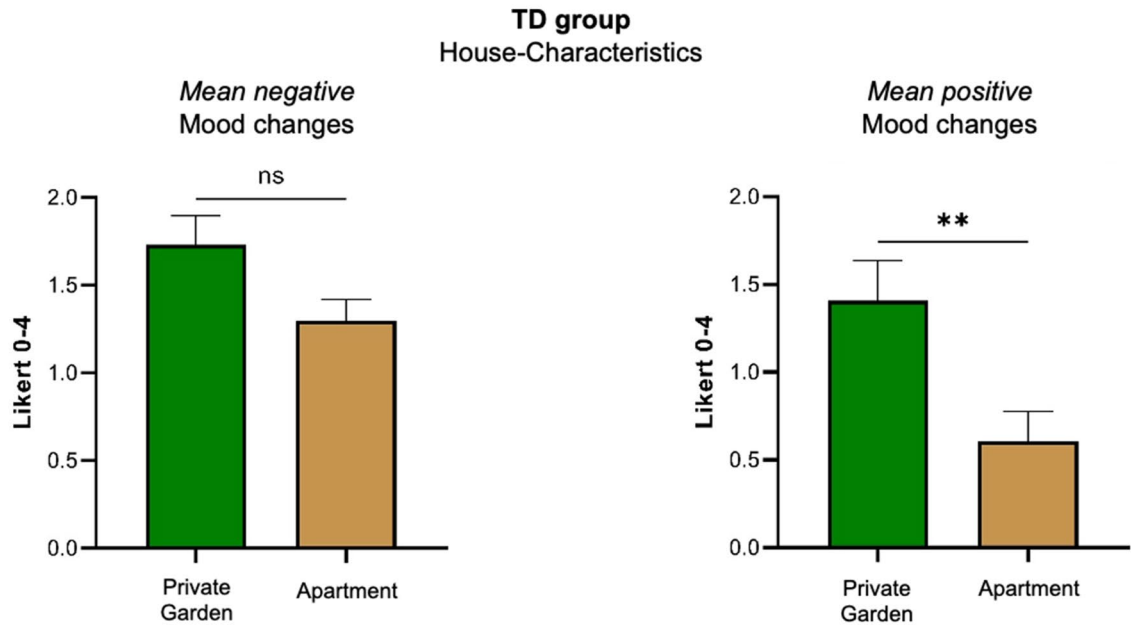 TD group
House-Characteristics
Mean negative
Mood changes
ns
2.0
1.5
1.0
0.5
0.0
Likert 0-4
Private
Garden
Apartment
Mean positive
Mood changes
**
2.0
1.5
1.0
0.5
0.0
Likert 0-4
Private
Garden
Apartment